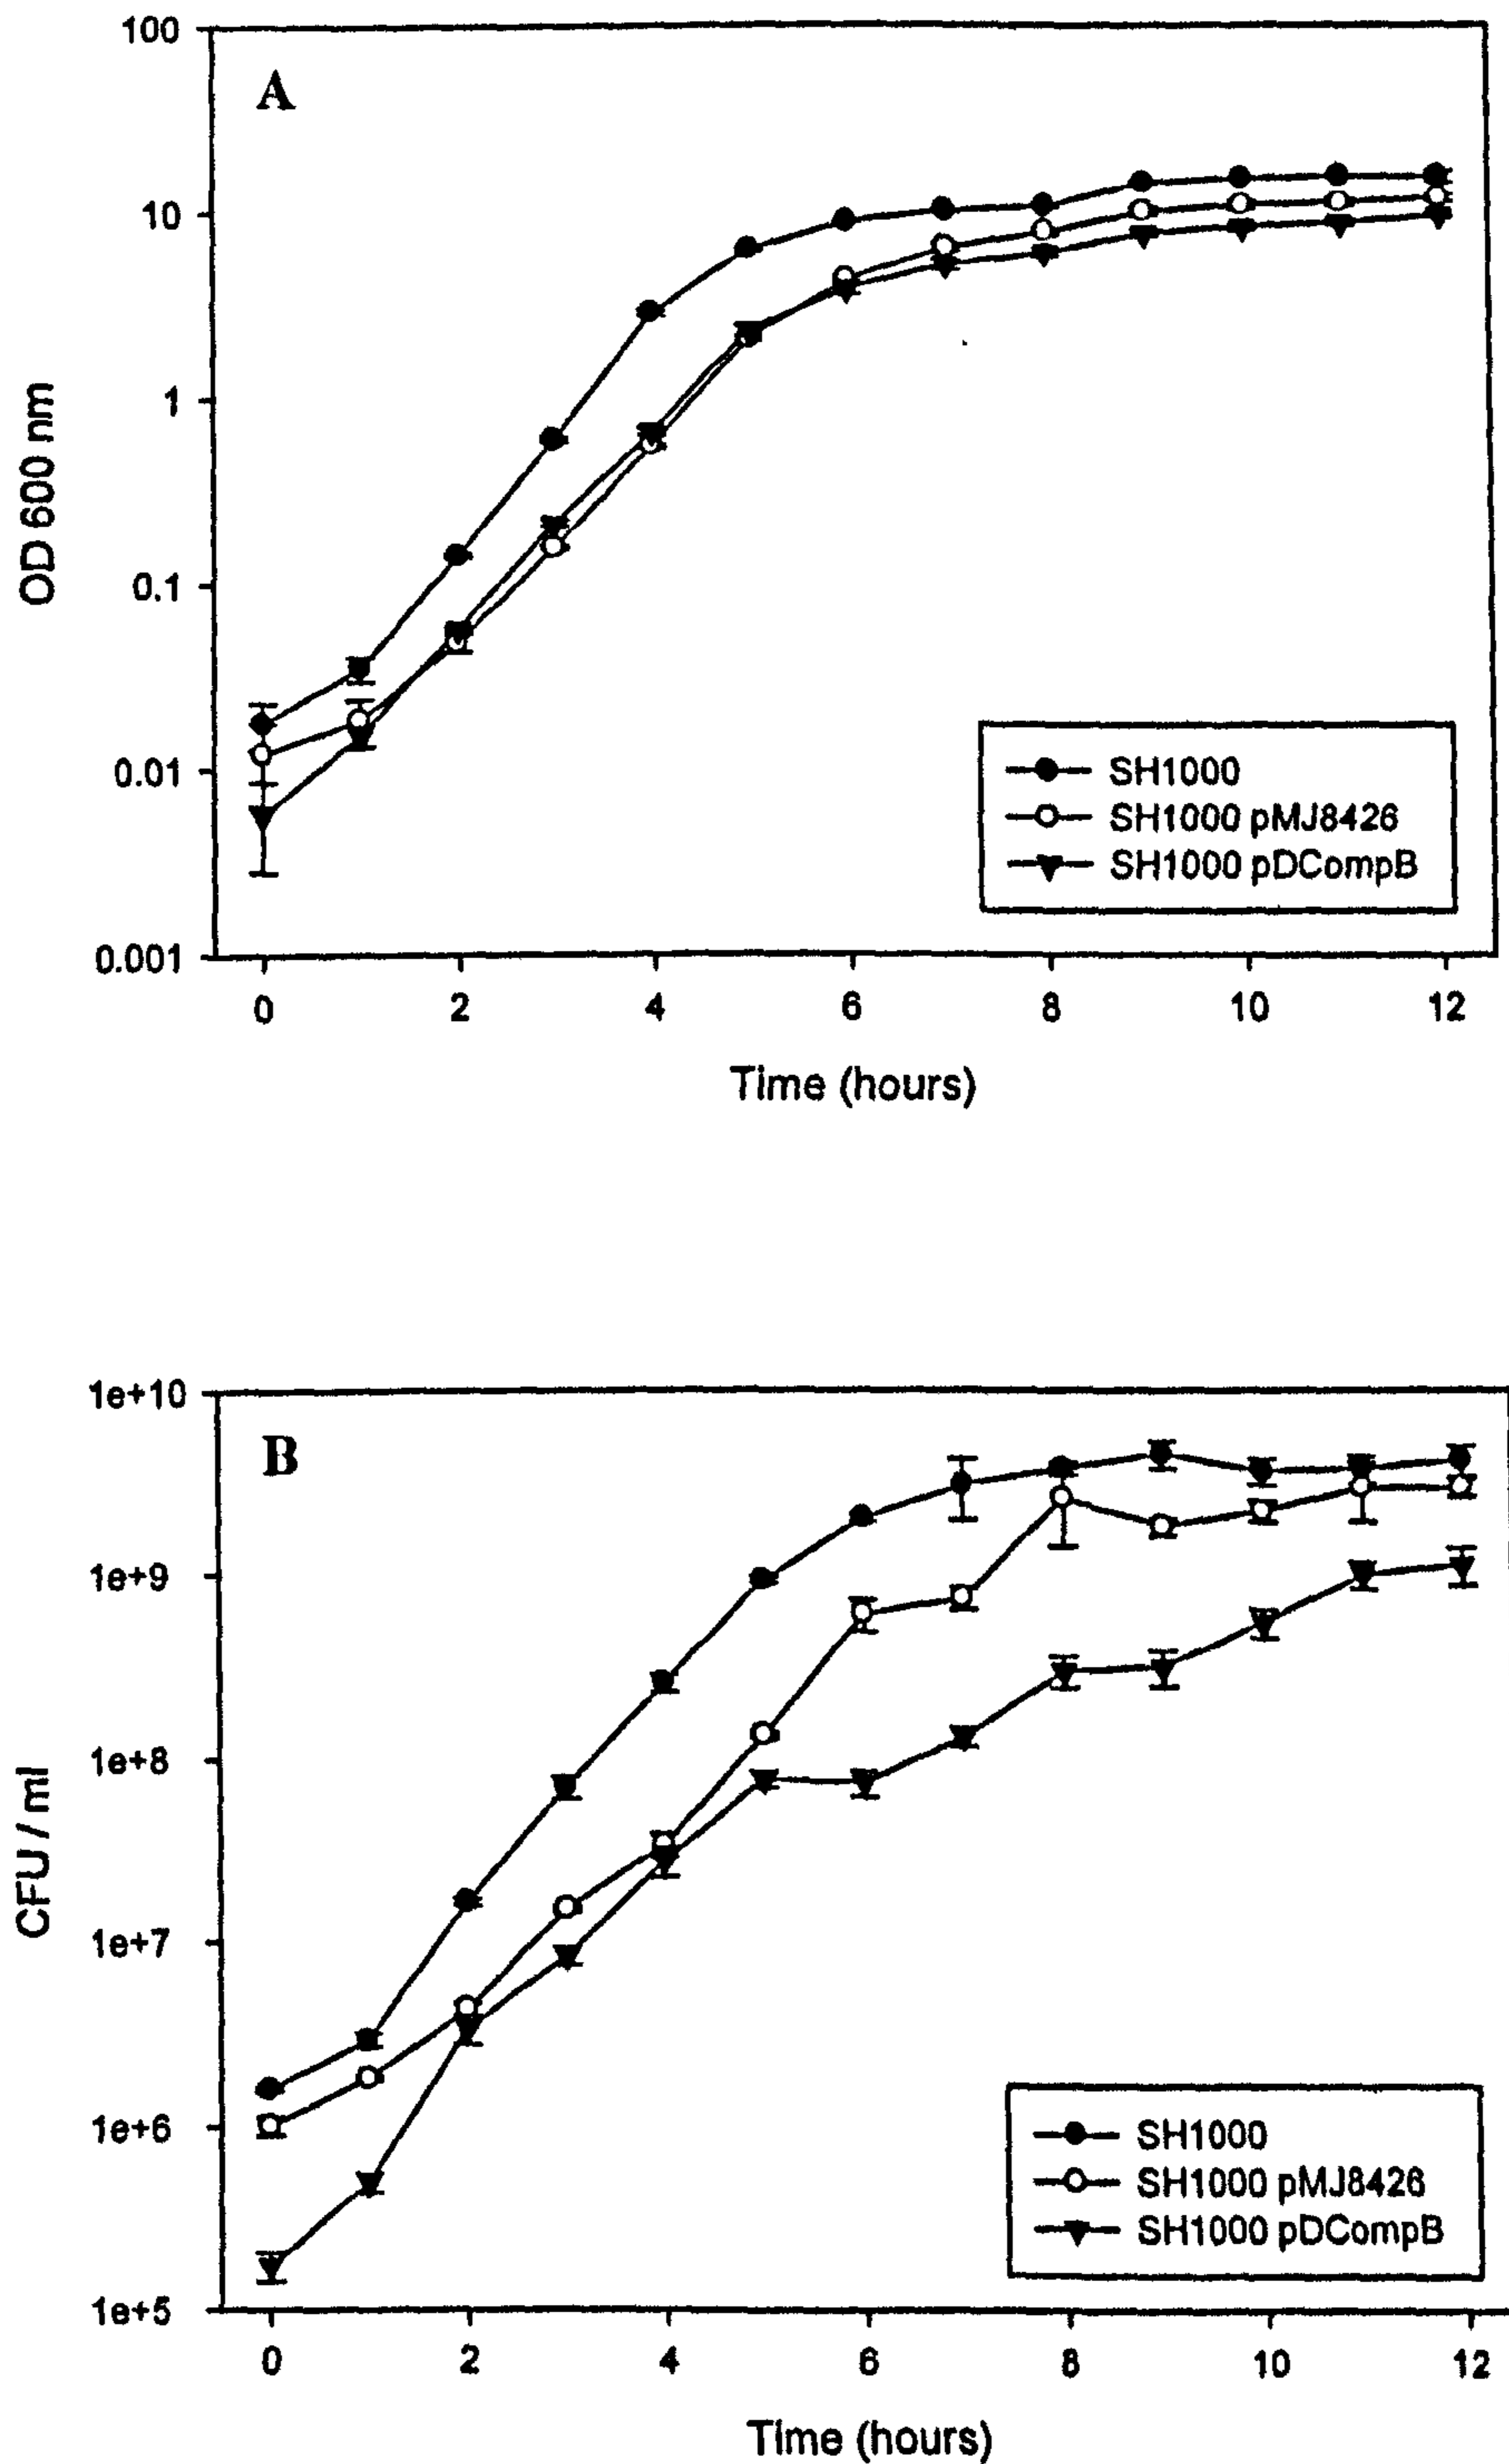 A
OD 600 nm
100
10
1
0.1
0.01
0.001
SH1000
SH1000 pMJ8426
SH1000 pDCompB
0 2 4 6 8 10 12
Time (hours)
B
CFU / ml
1e+10
1e+9
1e+8
1e+7
1e+6
1e+5
SH1000
SH1000 pMJ8426
SH1000 pDCompB
0 2 4 6 8 10 12
Time (hours)